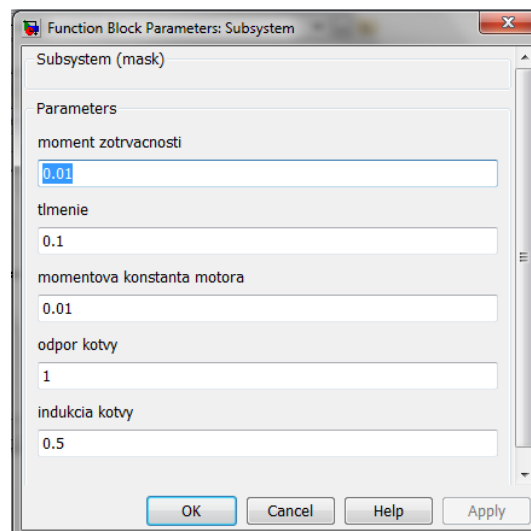 Function Block Parameters: Subsystem
Subsystem (mask)
Parameters
moment zotrvacnosti
0.01
tlmenie
0.1
momentova konstanta motora
0.01
odpor kotvy
1
indukcia kotvy
0.5
OK Cancel Help Apply